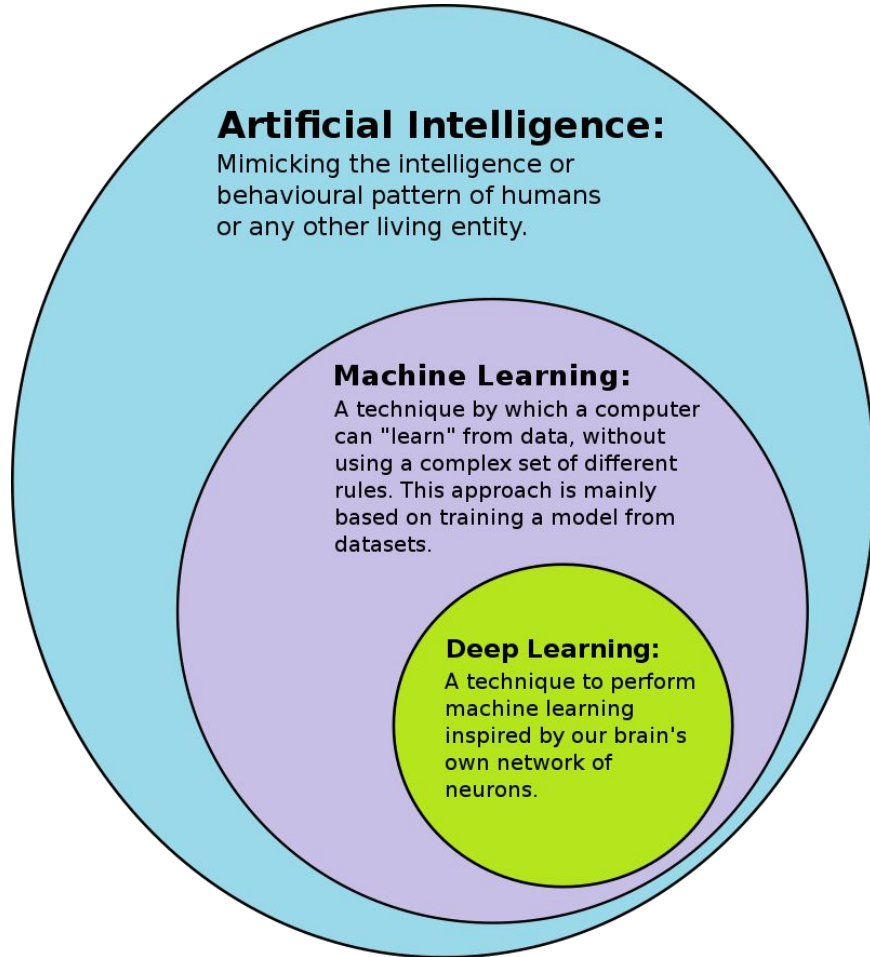 Artificial Intelligence:
Mimicking the intelligence or
behavioural pattern of humans
or any other living entity.
Machine Learning:
A technique by which a computer
can "learn" from data, without
using a complex set of different
rules. This approach is mainly
based on training a model from
datasets.
Deep Learning:
A technique to perform
machine learning
inspired by our brain's
own network of
neurons.